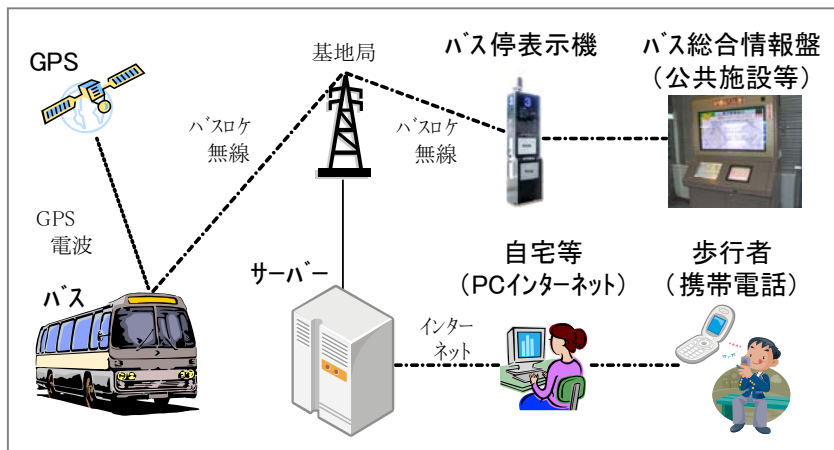 GPS
基地局
バス停表示機
バス総合情報盤
（公共施設等）
バスロケ
無線
バスロケ
無線
GPS
電波
バス
サーバー
自宅等
（PCインターネット）
歩行者
（携帯電話）
インター
ネット
3